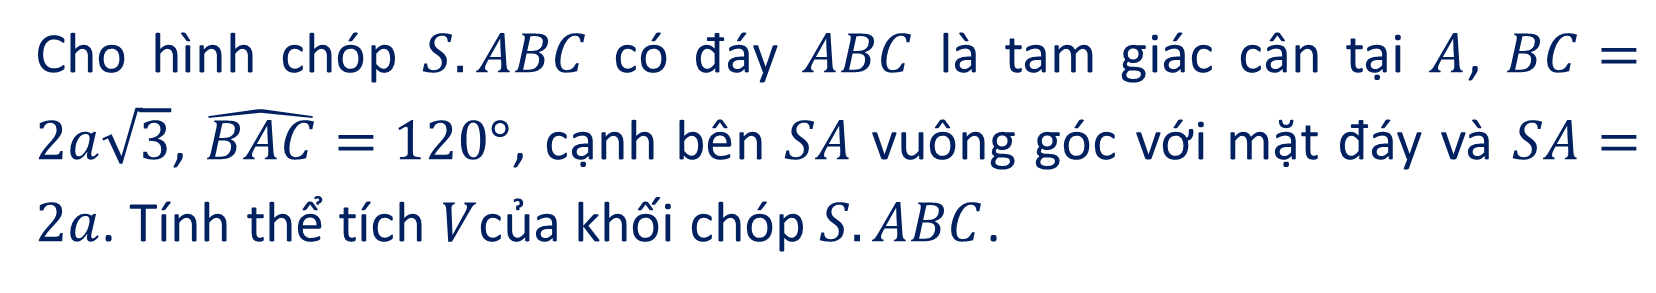 Cho hình chóp S. ABC có đáy ABC là tam giác cân tại A, BC =
2a√3, \widehat{BAC} = 120°, cạnh bên SA vuông góc với mặt đáy và SA =
2a. Tính thể tích V của khối chóp S. ABC.